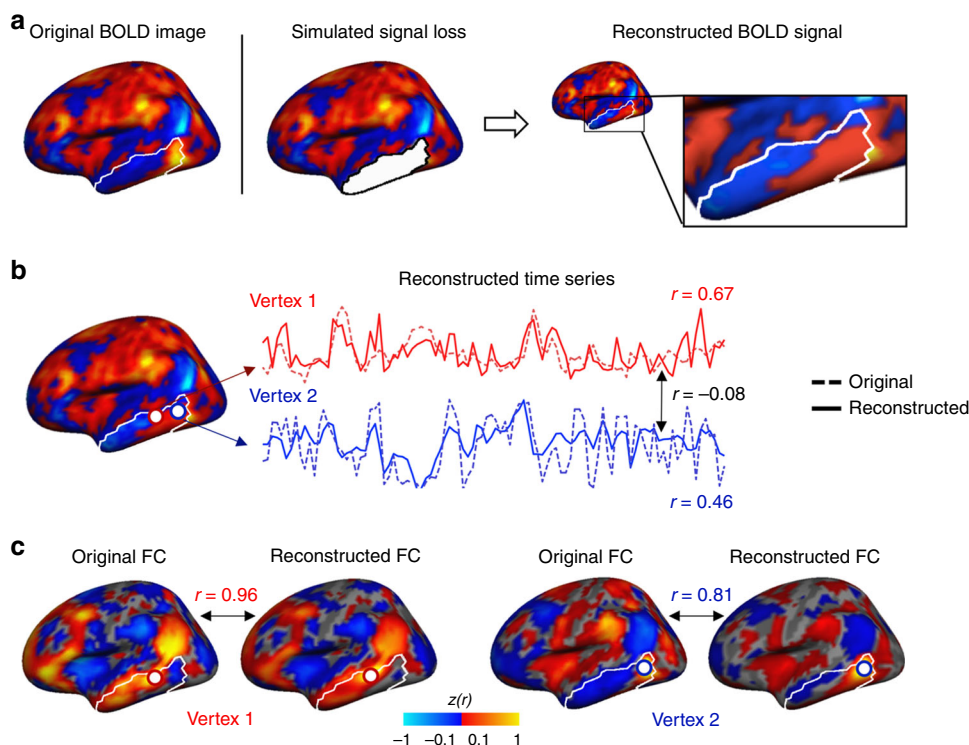 a
Original BOLD image
Simulated signal loss
Reconstructed BOLD signal
b
Reconstructed time series
Vertex 1
r = 0.67
Vertex 2
r = –0.08
Original
Reconstructed
r = 0.46
c
Original FC
Reconstructed FC
Original FC
Reconstructed FC
r = 0.96
r = 0.81
Vertex 1
z(r)
Vertex 2
–1 –0.1 0.1 1